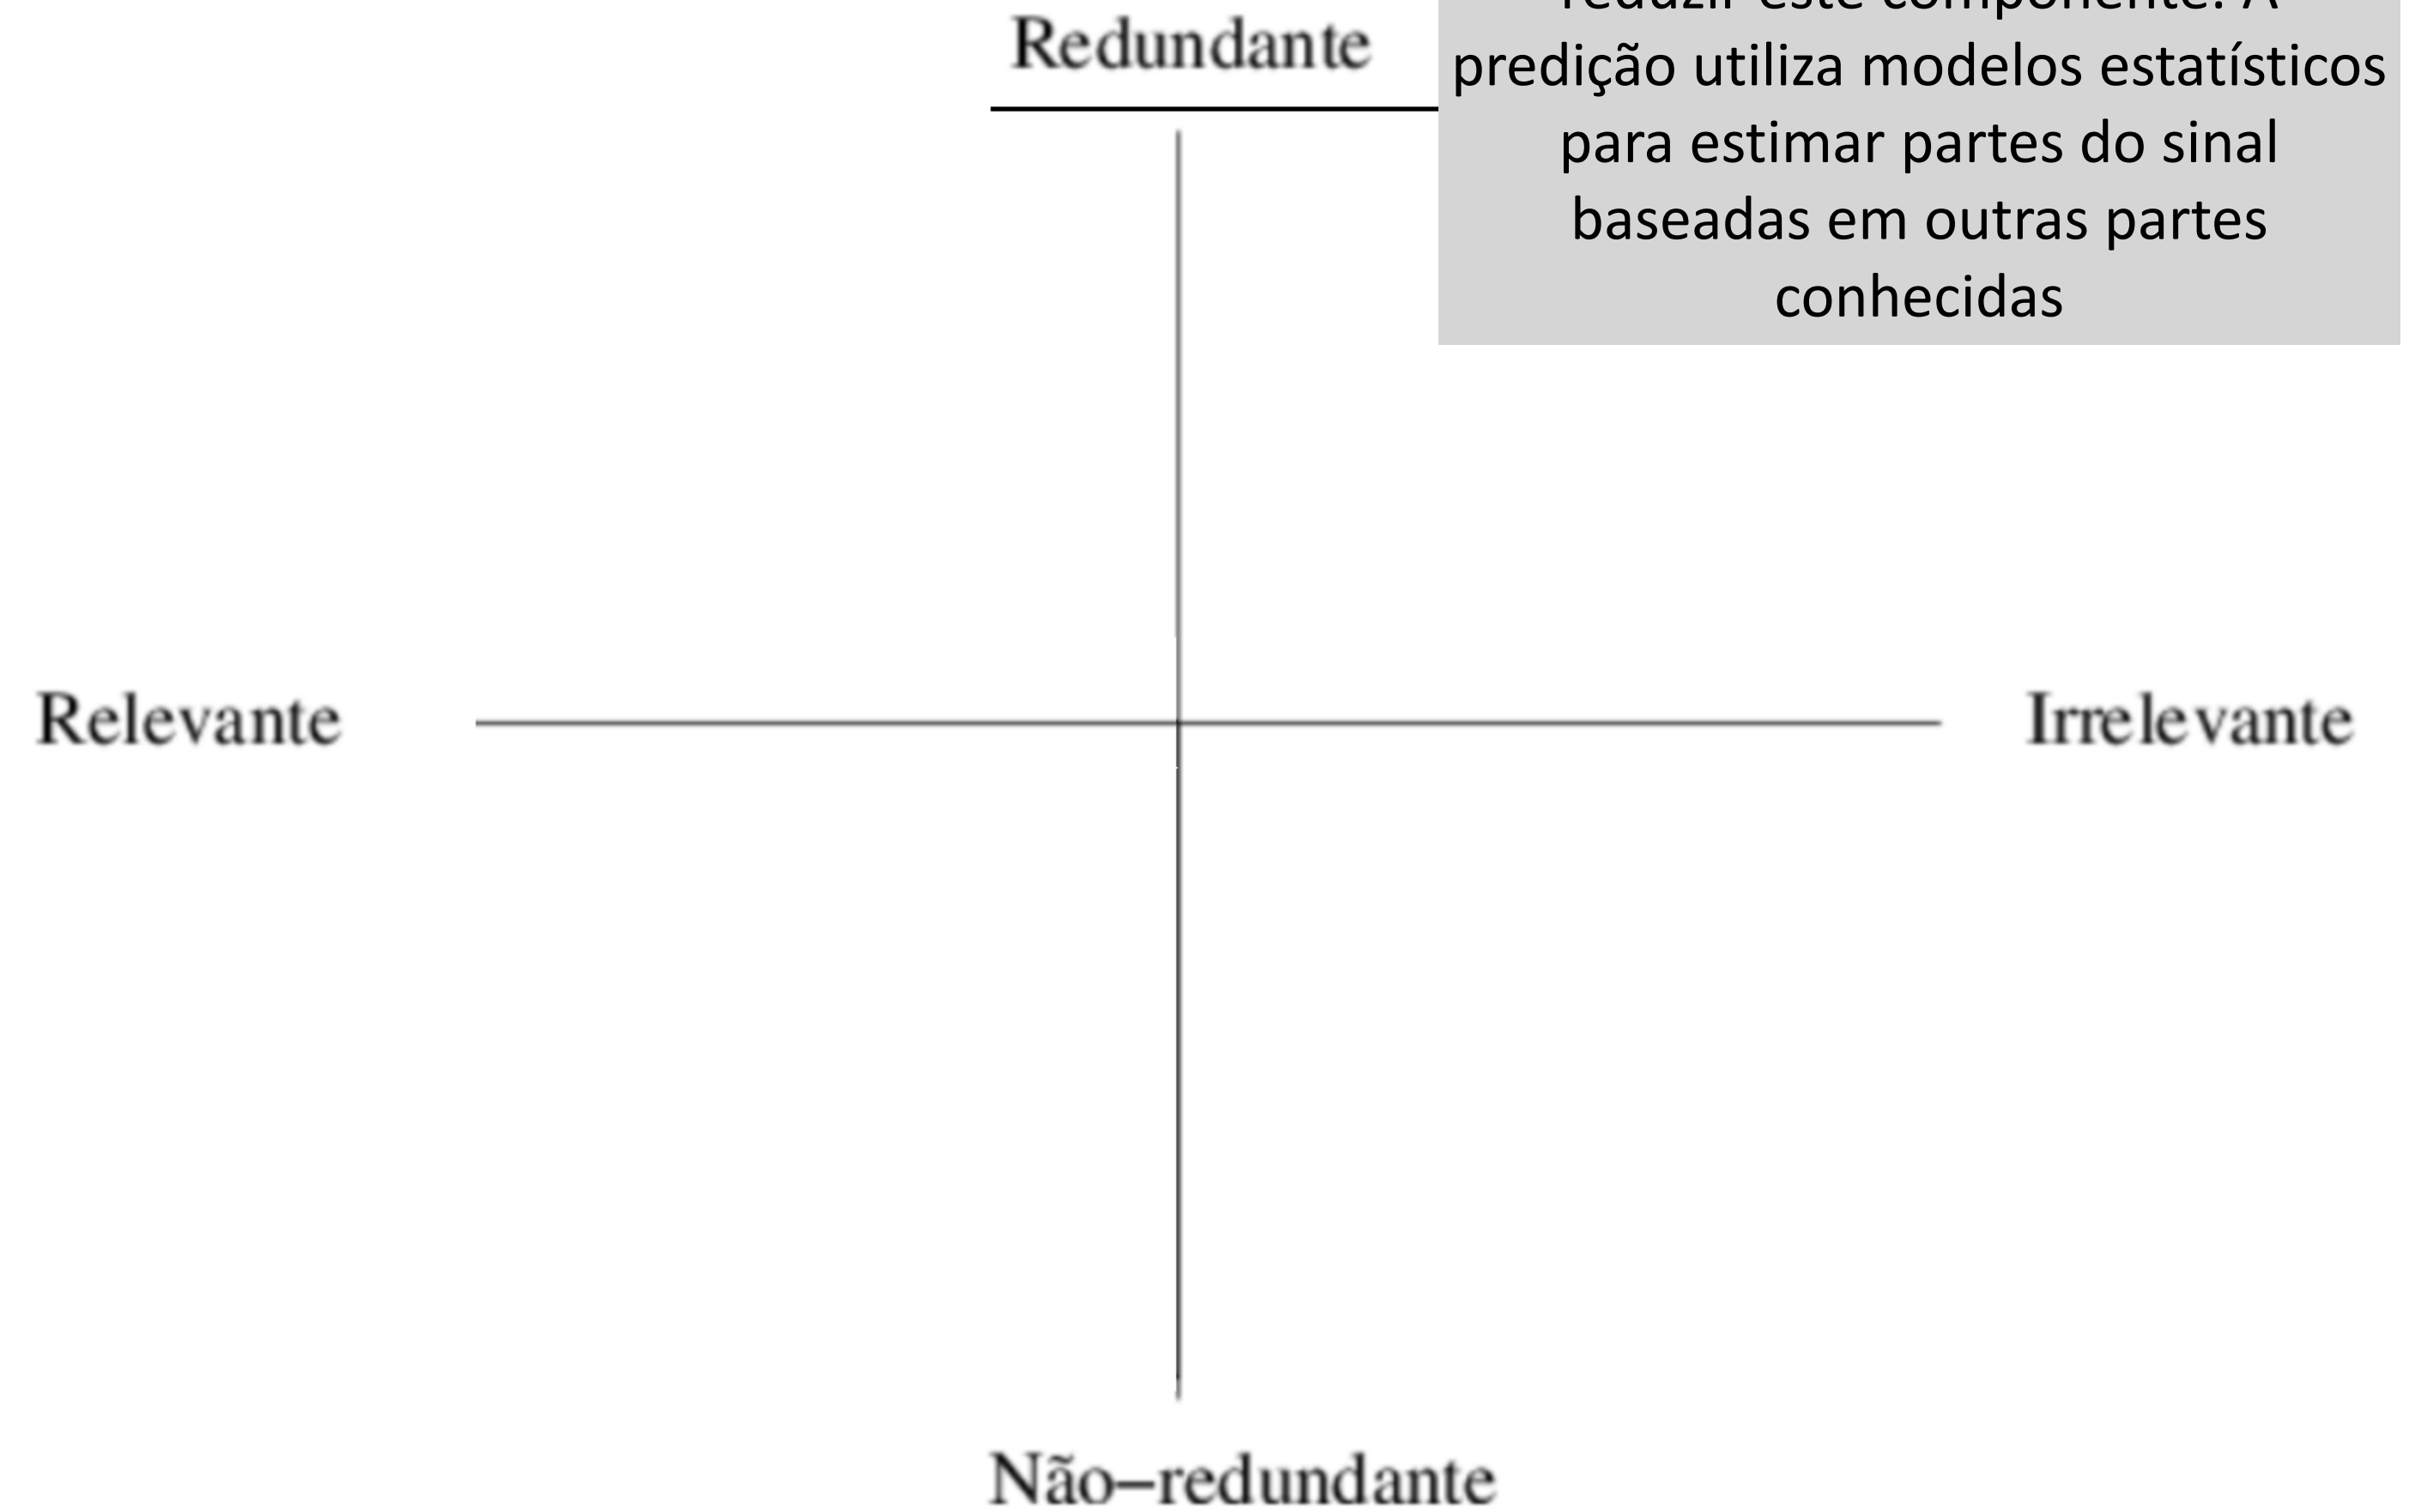 Redundante
predição utiliza modelos estatísticos
para estimar partes do sinal
baseadas em outras partes
conhecidas
Relevante
Irrelevante
Não–redundante